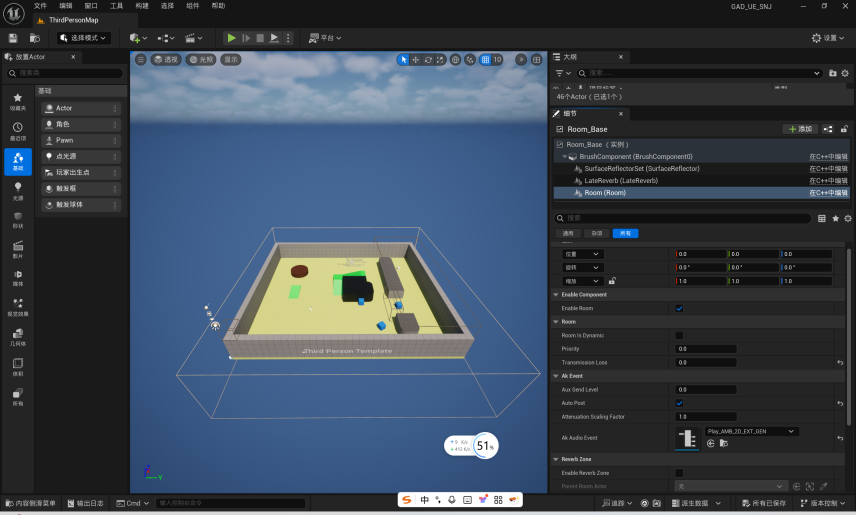 文件 编辑 窗口 工具 构建 选择 组件 帮助
GAD_UE_SNJ
ThirdPersonMap
选择模式
平台
设置
放置Actor
搜索类
收藏夹
最近项
基础
光源
形状
影片
媒体
视觉效果
几何体
体积
所有
基础
Actor
角色
Pawn
点光源
玩家出生点
触发框
触发球体
透视
光照
显示
10
Third Person Template
9 K/s
412 K/s
51%
Z
Y
大纲
搜索...
46个Actor（已选1个）
细节
Room_Base
添加
Room_Base （实例）
BrushComponent (BrushComponent0) 在C++中编辑
SurfaceReflectorSet (SurfaceReflector) 在C++中编辑
LateReverb (LateReverb) 在C++中编辑
Room (Room) 在C++中编辑
搜索
通用 杂项 所有
位置 0.0 0.0 0.0
旋转 0.0° 0.0° 0.0°
缩放 1.0 1.0 1.0
Enable Component
Enable Room
Room
Room Is Dynamic
Priority 0.0
Transmission Loss 0.0
Ak Event
Aux Send Level 0.0
Auto Post
Attenuation Scaling Factor 1.0
Ak Audio Event Play_AMB_2D_EXT_GEN
Reverb Zone
Enable Reverb Zone
Parent Room Actor 无
内容侧滑菜单 输出日志 Cmd 输入控制台命令
中
追踪 派生数据 所有已保存 版本控制